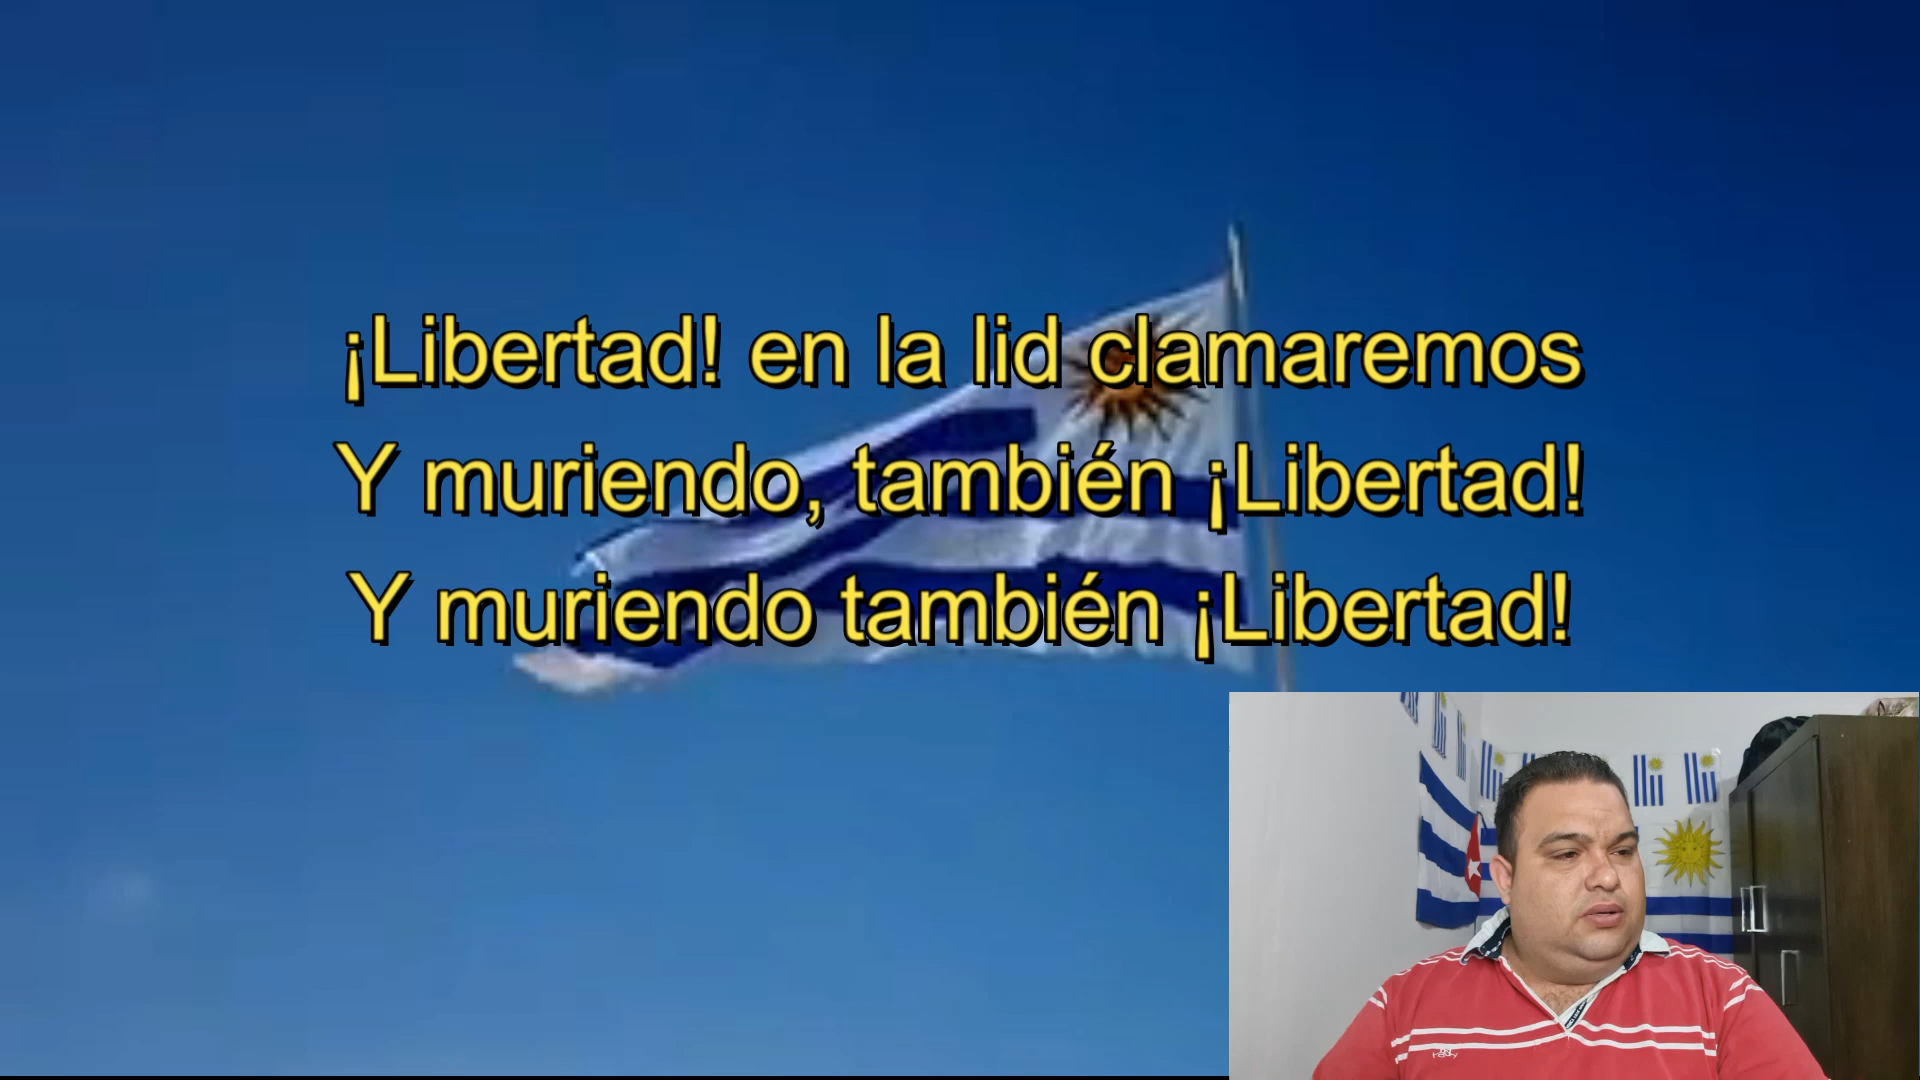 ¡Libertad! en la lid clamaremos
Y muriendo, también ¡Libertad!
Y muriendo también ¡Libertad!